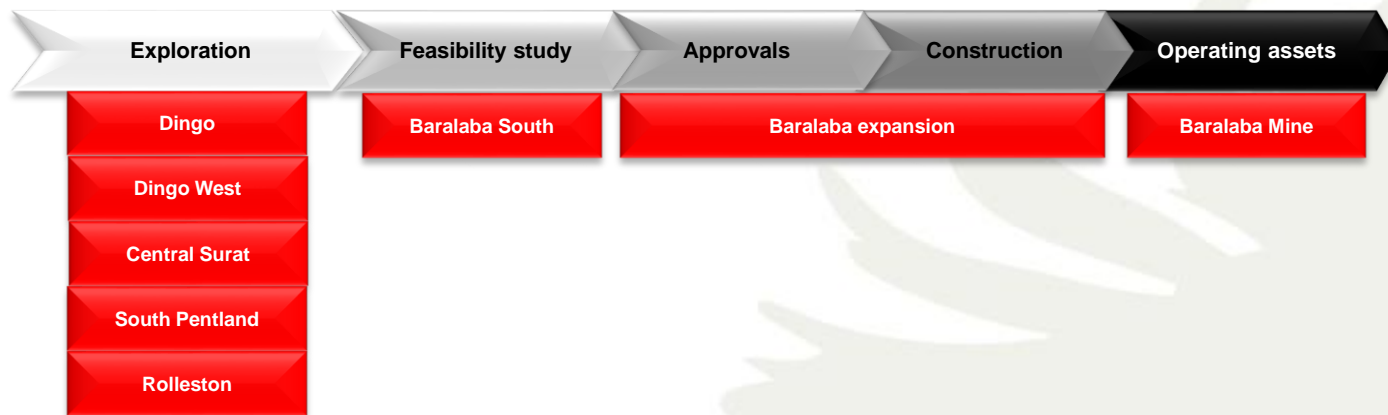 Exploration
Feasibility study
Approvals
Construction
Operating assets
Dingo
Baralaba South
Baralaba expansion
Baralaba Mine
Dingo West
Central Surat
South Pentland
Rolleston